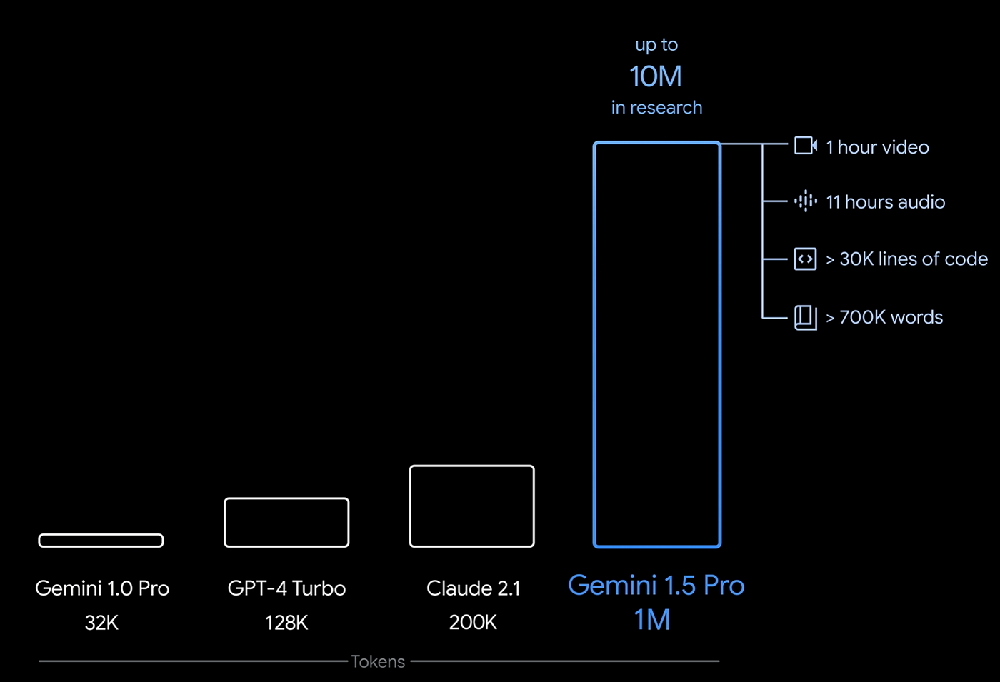 up to
10M
in research
1 hour video
11 hours audio
> 30K lines of code
> 700K words
Gemini 1.0 Pro
32K
GPT-4 Turbo
128K
Claude 2.1
200K
Gemini 1.5 Pro
1M
Tokens